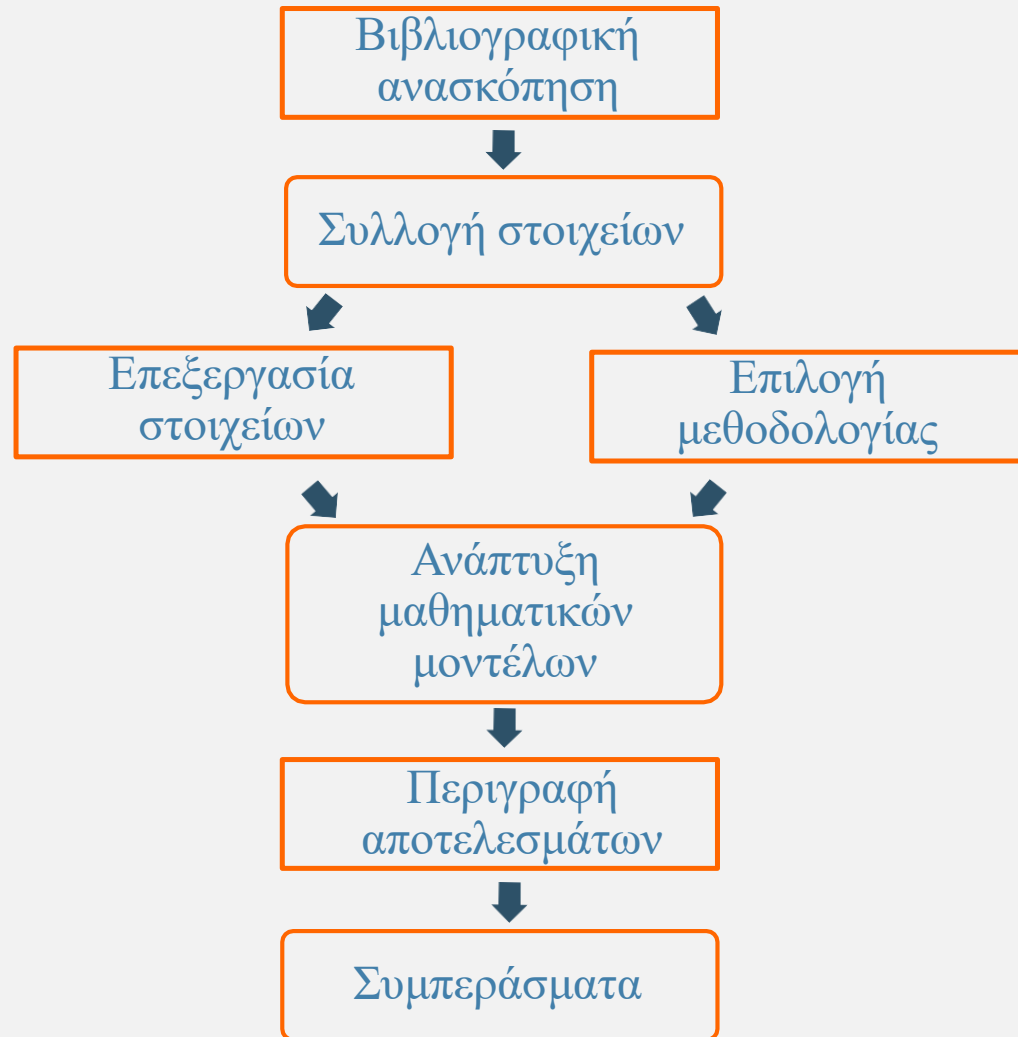 Βιβλιογραφική
ανασκόπηση
Συλλογή στοιχείων
Επεξεργασία
στοιχείων
Επιλογή
μεθοδολογίας
Ανάπτυξη
μαθηματικών
μοντέλων
Περιγραφή
αποτελεσμάτων
Συμπεράσματα